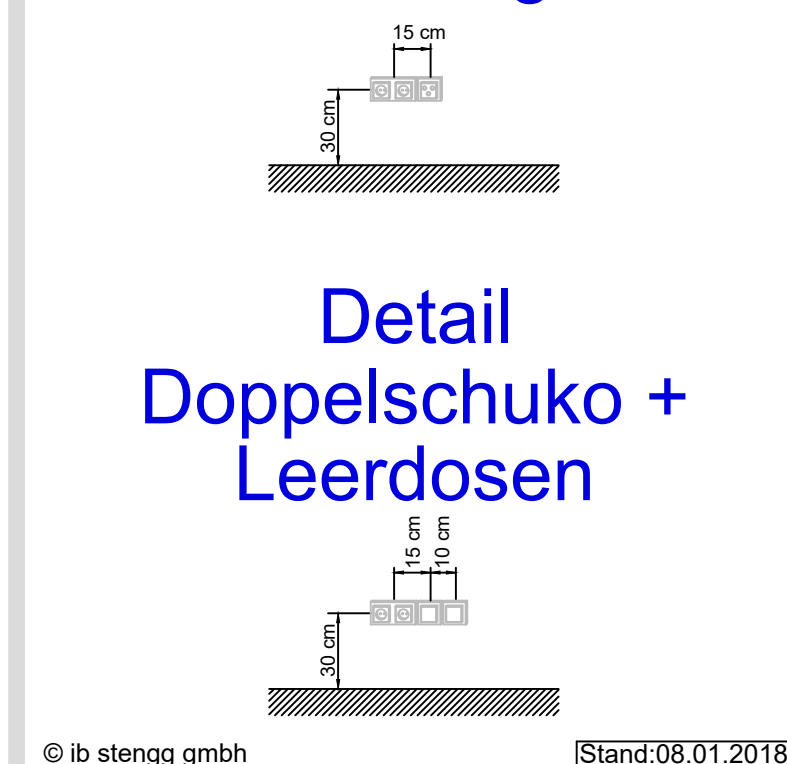 15 cm
30 cm
Detail
Doppelschuko +
Leerdosen
15 cm
10 cm
30 cm
© ib stengg gmbh
Stand:08.01.2018